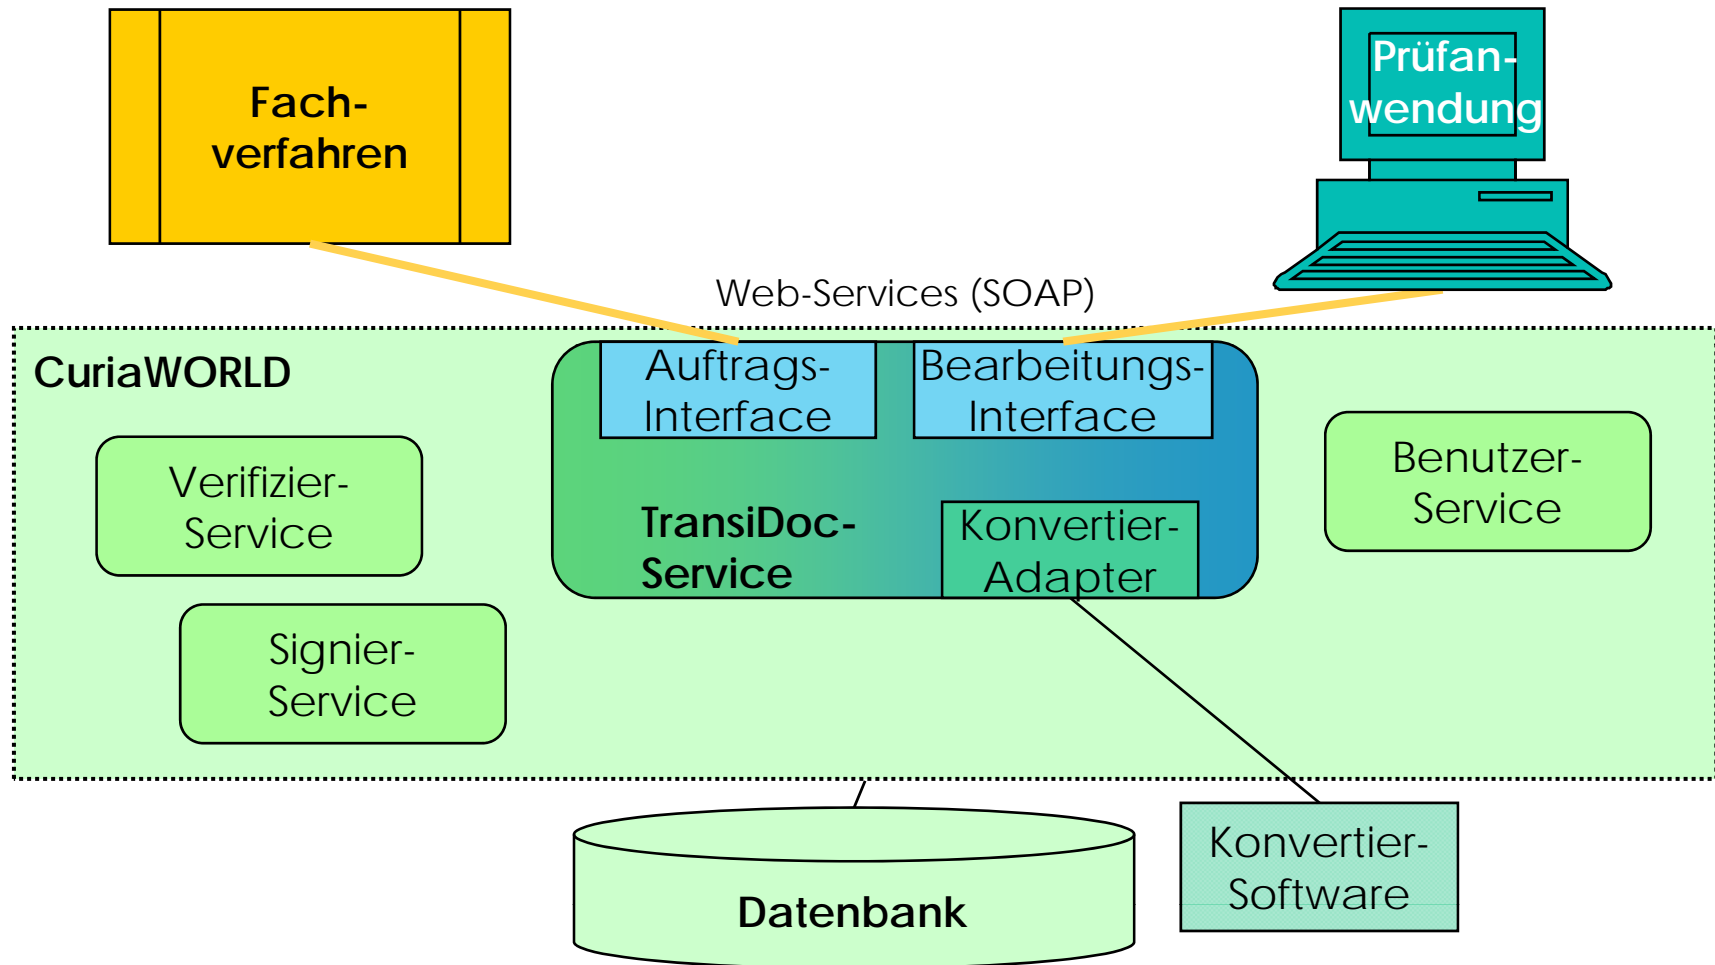 Fach-
verfahren
Prüfan-
wendung
Web-Services (SOAP)
CuriaWORLD
Auftrags-
Interface
Bearbeitungs-
Interface
Verifizier-
Service
TransiDoc-
Service
Konvertier-
Adapter
Benutzer-
Service
Signier-
Service
Datenbank
Konvertier-
Software